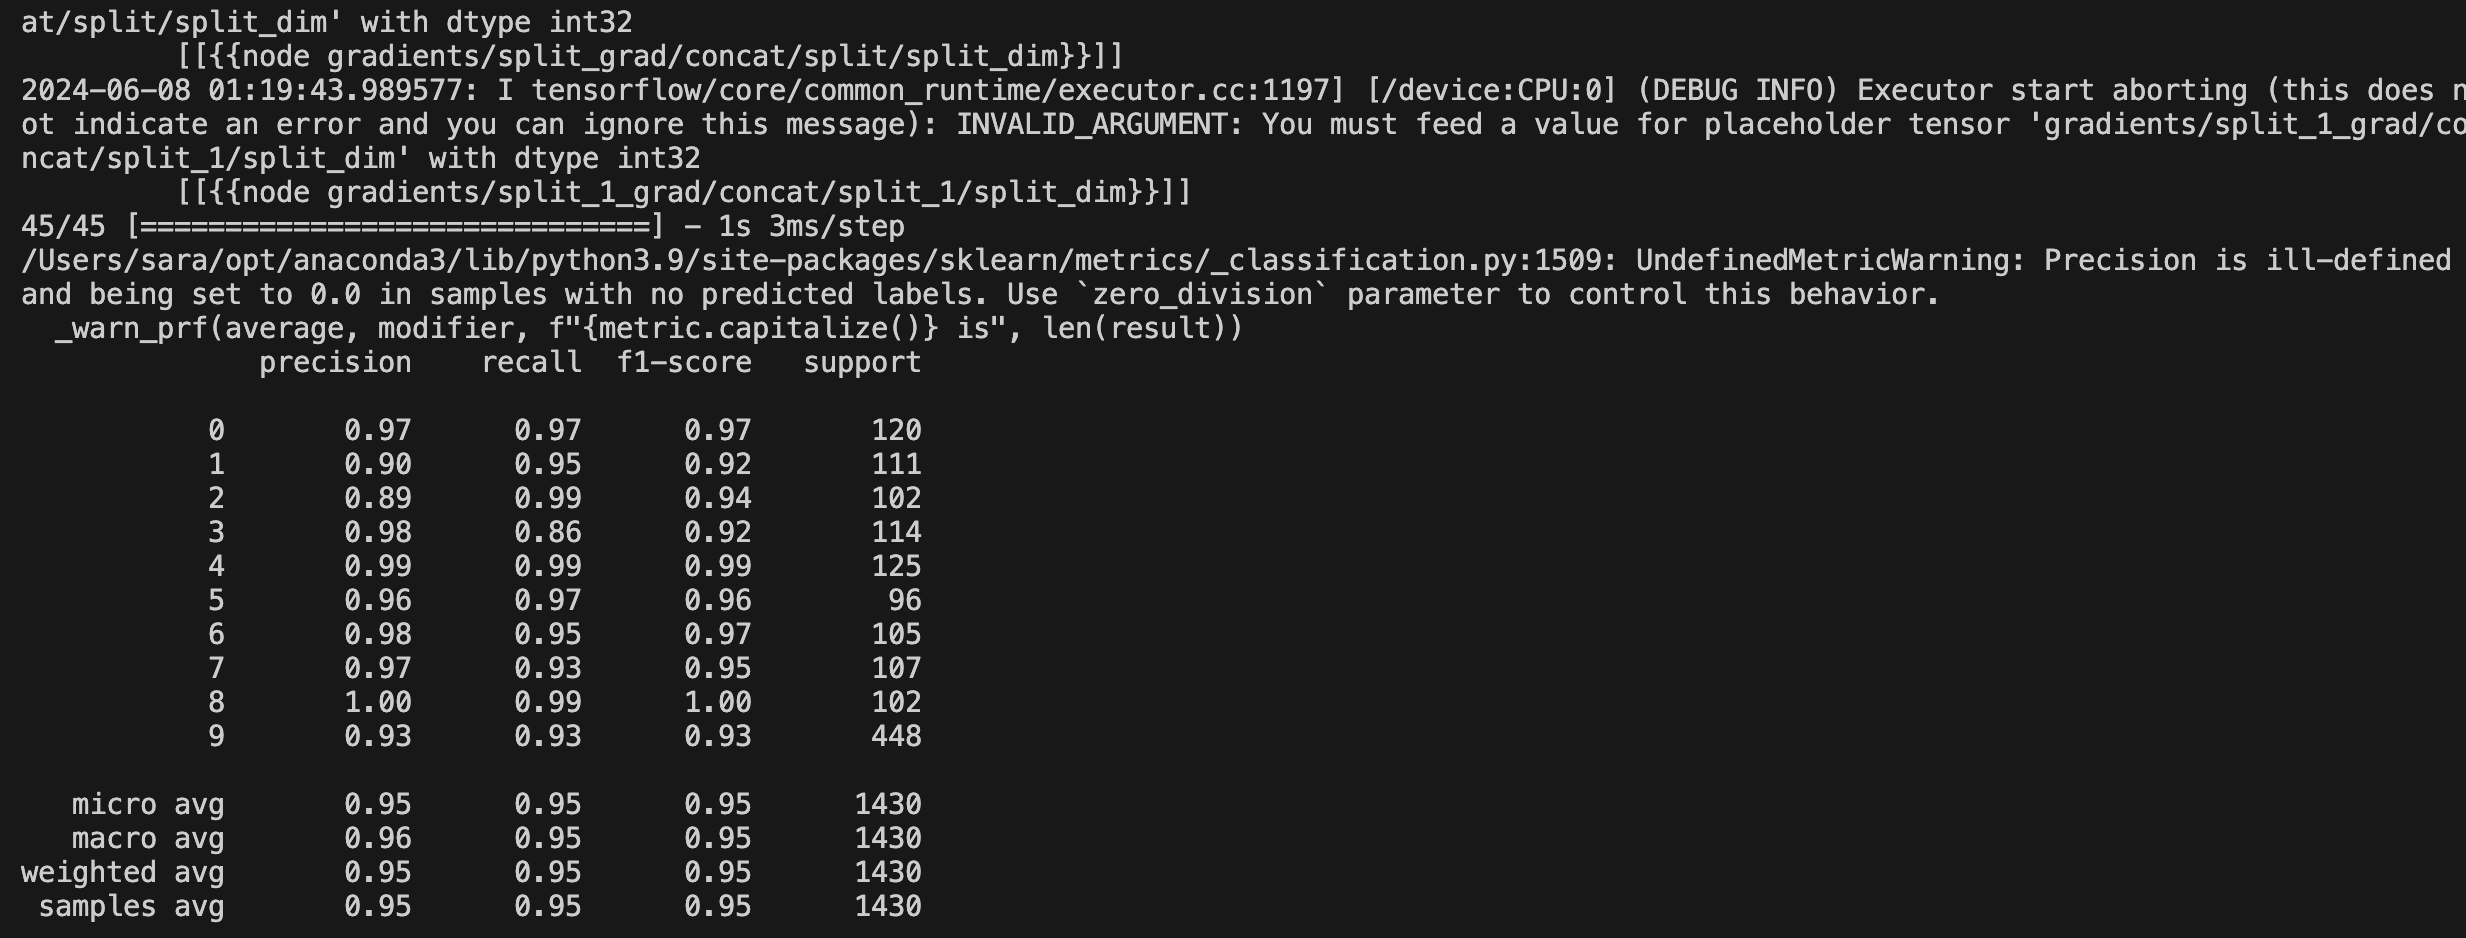 at/split/split_dim' with dtype int32
[[{{node gradients/split_grad/concat/split/split_dim}}]]
2024-06-08 01:19:43.989577: I tensorflow/core/common_runtime/executor.cc:1197] [/device:CPU:0] (DEBUG INFO) Executor start aborting (this does n
ot indicate an error and you can ignore this message): INVALID_ARGUMENT: You must feed a value for placeholder tensor 'gradients/split_1_grad/co
ncat/split_1/split_dim' with dtype int32
[[{{node gradients/split_1_grad/concat/split_1/split_dim}}]]
45/45 [==============================] - 1s 3ms/step
/Users/sara/opt/anaconda3/lib/python3.9/site-packages/sklearn/metrics/_classification.py:1509: UndefinedMetricWarning: Precision is ill-defined
and being set to 0.0 in samples with no predicted labels. Use `zero_division` parameter to control this behavior.
_warn_prf(average, modifier, f"{metric.capitalize()} is", len(result))
precision recall f1-score support
0 0.97 0.97 0.97 120
1 0.90 0.95 0.92 111
2 0.89 0.99 0.94 102
3 0.98 0.86 0.92 114
4 0.99 0.99 0.99 125
5 0.96 0.97 0.96 96
6 0.98 0.95 0.97 105
7 0.97 0.93 0.95 107
8 1.00 0.99 1.00 102
9 0.93 0.93 0.93 448
micro avg 0.95 0.95 0.95 1430
macro avg 0.96 0.95 0.95 1430
weighted avg 0.95 0.95 0.95 1430
samples avg 0.95 0.95 0.95 1430